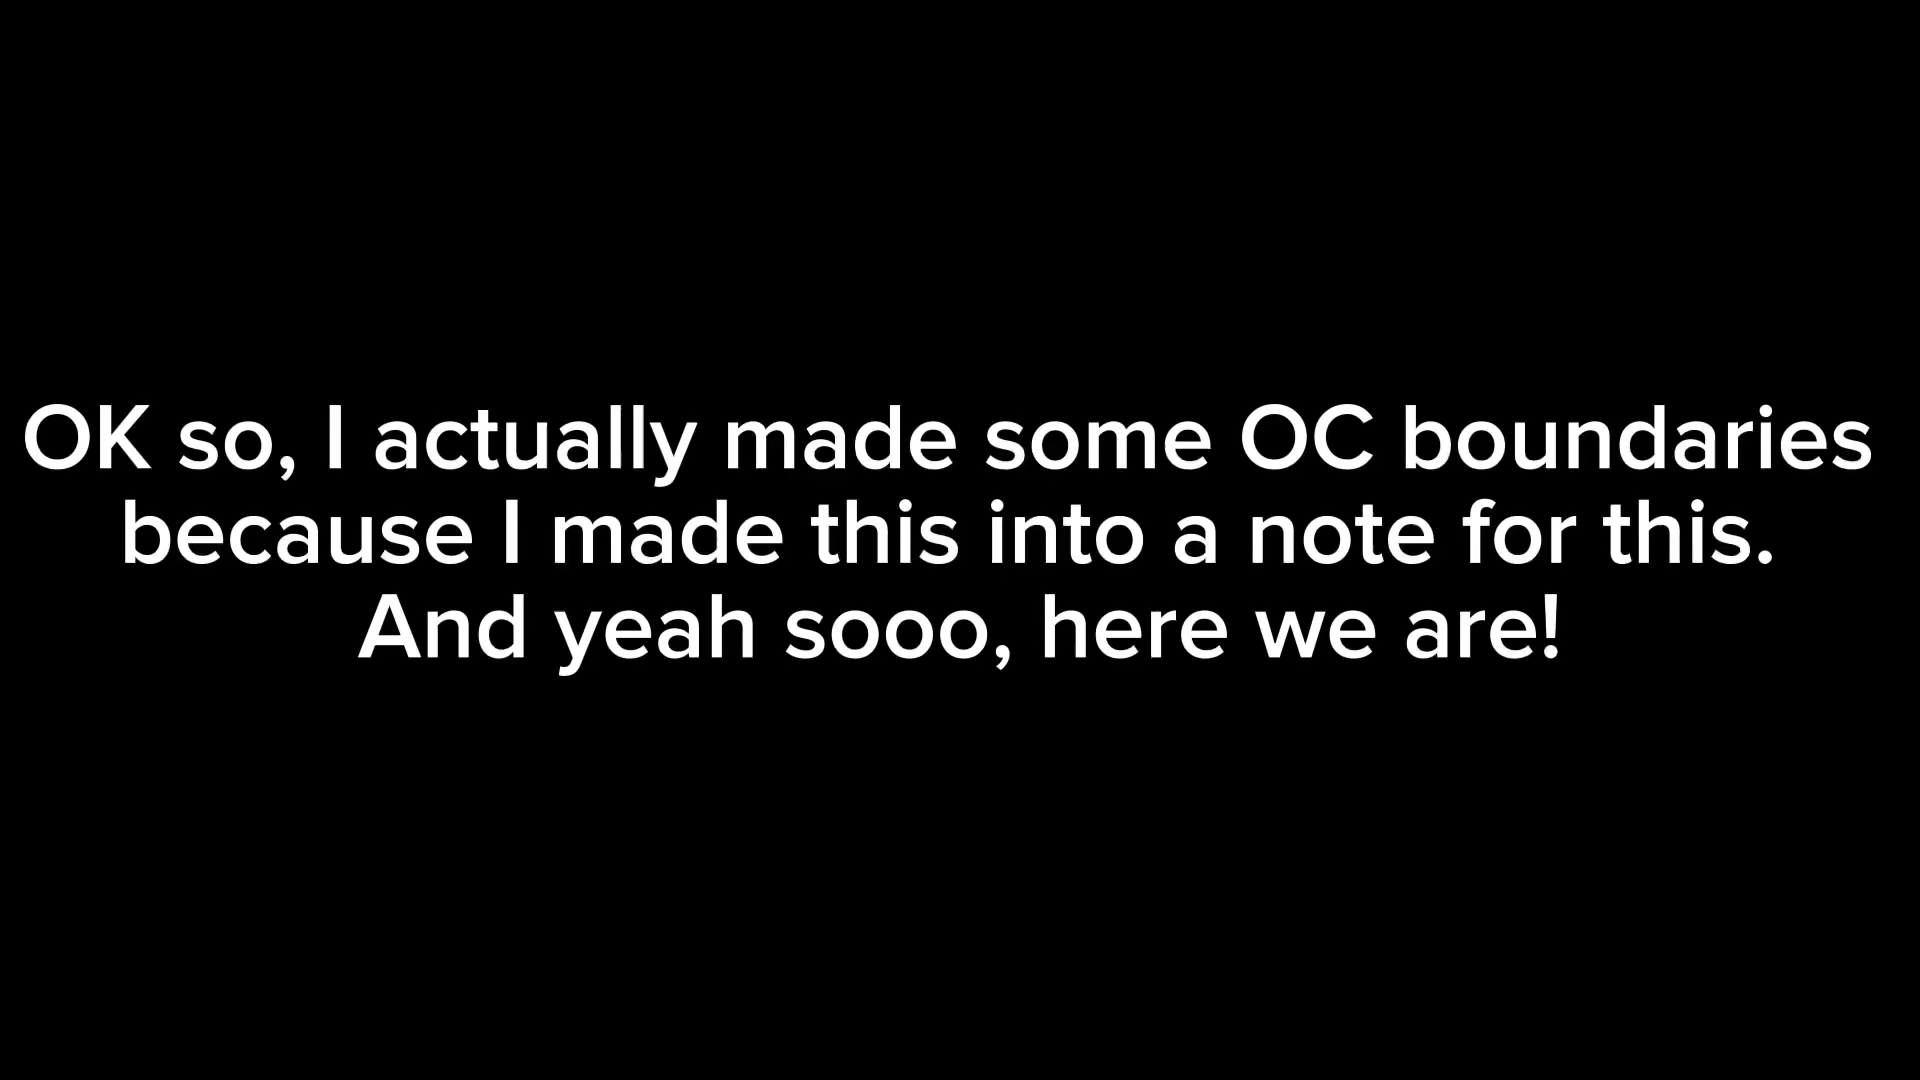 OK so, I actually made some OC boundaries
because I made this into a note for this.
And yeah sooo, here we are!